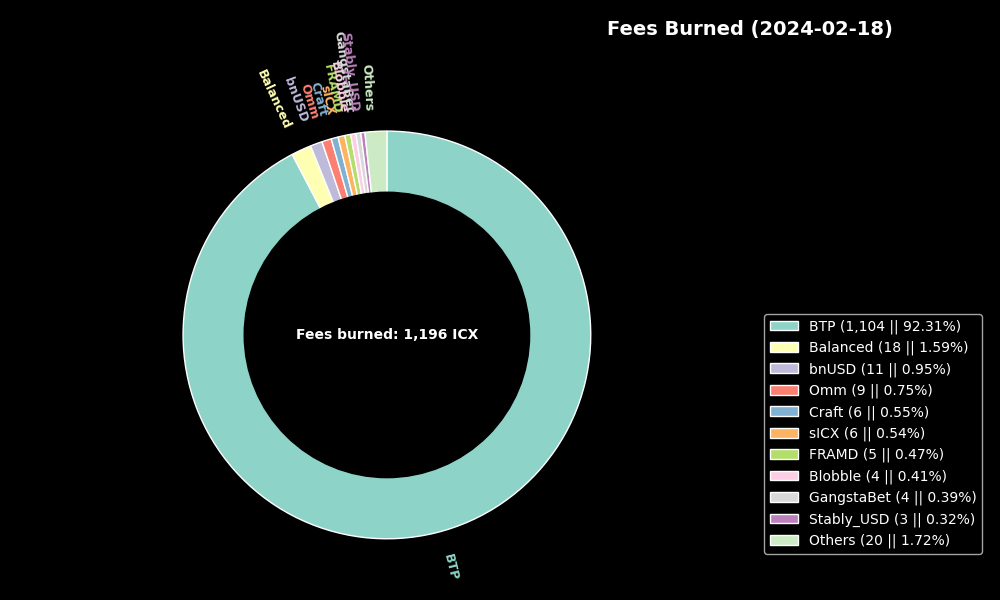 Fees Burned (2024-02-18)
Balanced
bnUSD
Omm
Craft
sICX
FRAMD
Blobble
GangstaBet
Stably_USD
Others
Fees burned: 1,196 ICX
BTP
BTP (1,104 || 92.31%)
Balanced (18 || 1.59%)
bnUSD (11 || 0.95%)
Omm (9 || 0.75%)
Craft (6 || 0.55%)
sICX (6 || 0.54%)
FRAMD (5 || 0.47%)
Blobble (4 || 0.41%)
GangstaBet (4 || 0.39%)
Stably_USD (3 || 0.32%)
Others (20 || 1.72%)